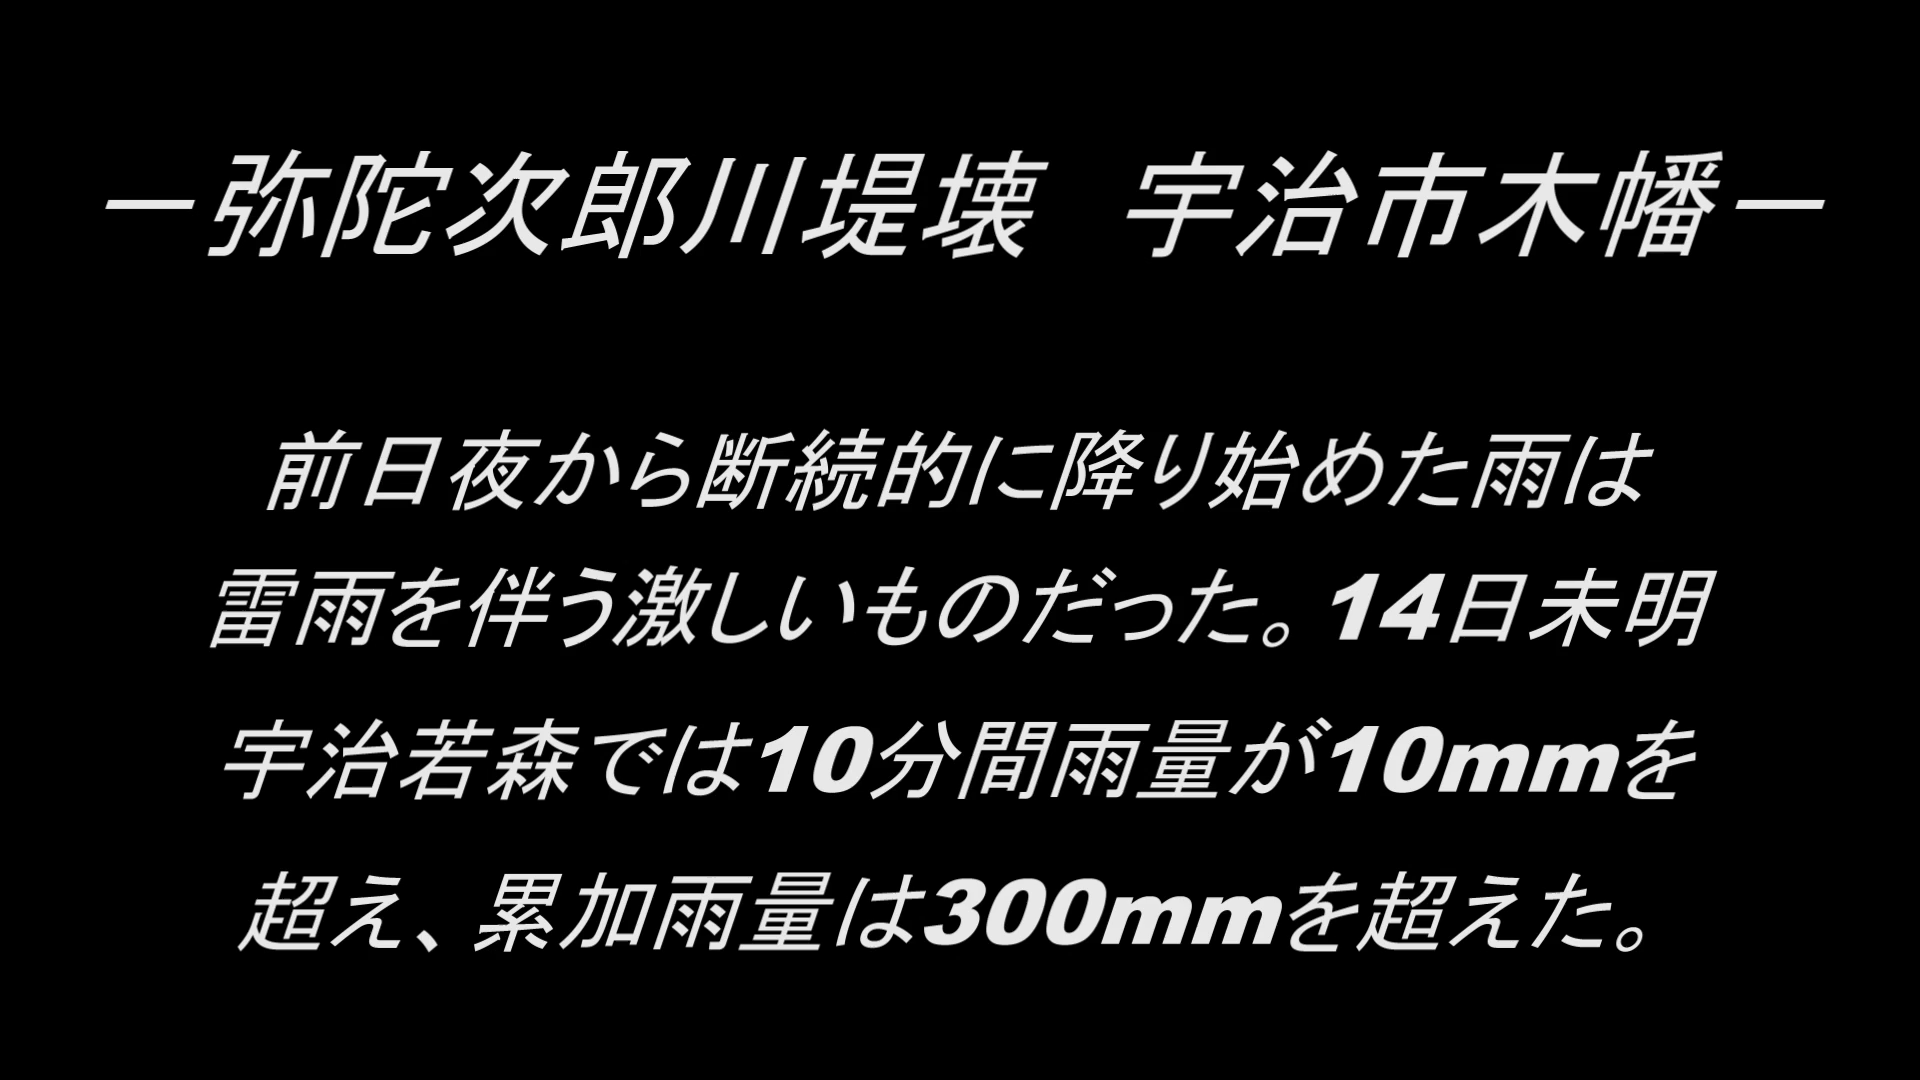 －弥陀次郎川堤壊　宇治市木幡－
前日夜から断続的に降り始めた雨は
雷雨を伴う激しいものだった。14日未明
宇治若森では10分間雨量が10mmを
超え、累加雨量は300mmを超えた。